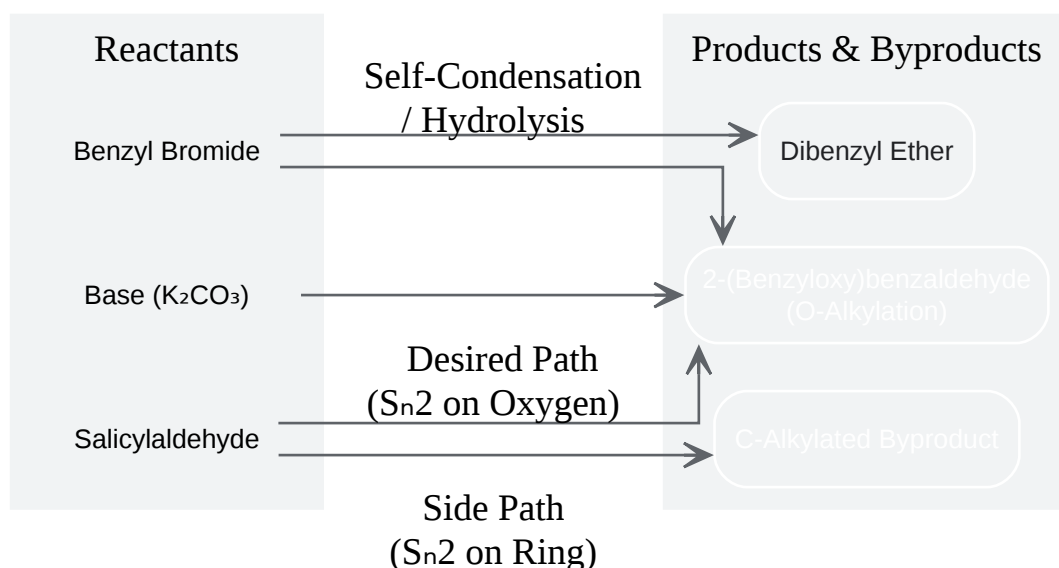 Reactants
Products & Byproducts
Self-Condensation
/ Hydrolysis
Benzyl Bromide
Dibenzyl Ether
Base (K₂CO₃)
2-(Benzyloxy)benzaldehyde
(O-Alkylation)
Desired Path
(Sₙ2 on Oxygen)
Salicylaldehyde
C-Alkylated Byproduct
Side Path
(Sₙ2 on Ring)